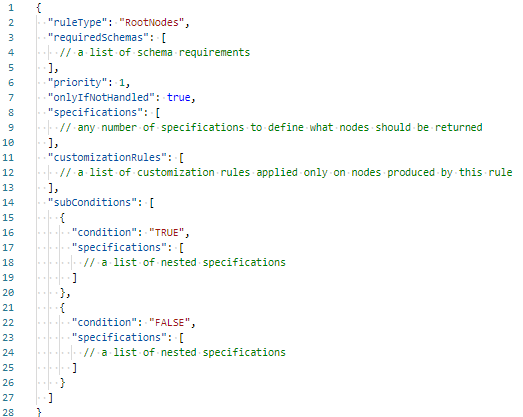 1 {
2   "ruleType": "RootNodes",
3   "requiredSchemas": [
4     // a list of schema requirements
5   ],
6   "priority": 1,
7   "onlyIfNotHandled": true,
8   "specifications": [
9     // any number of specifications to define what nodes should be returned
10   ],
11   "customizationRules": [
12     // a list of customization rules applied only on nodes produced by this rule
13   ],
14   "subConditions": [
15     {
16       "condition": "TRUE",
17       "specifications": [
18         // a list of nested specifications
19       ]
20     },
21     {
22       "condition": "FALSE",
23       "specifications": [
24         // a list of nested specifications
25       ]
26     }
27   ]
28 }